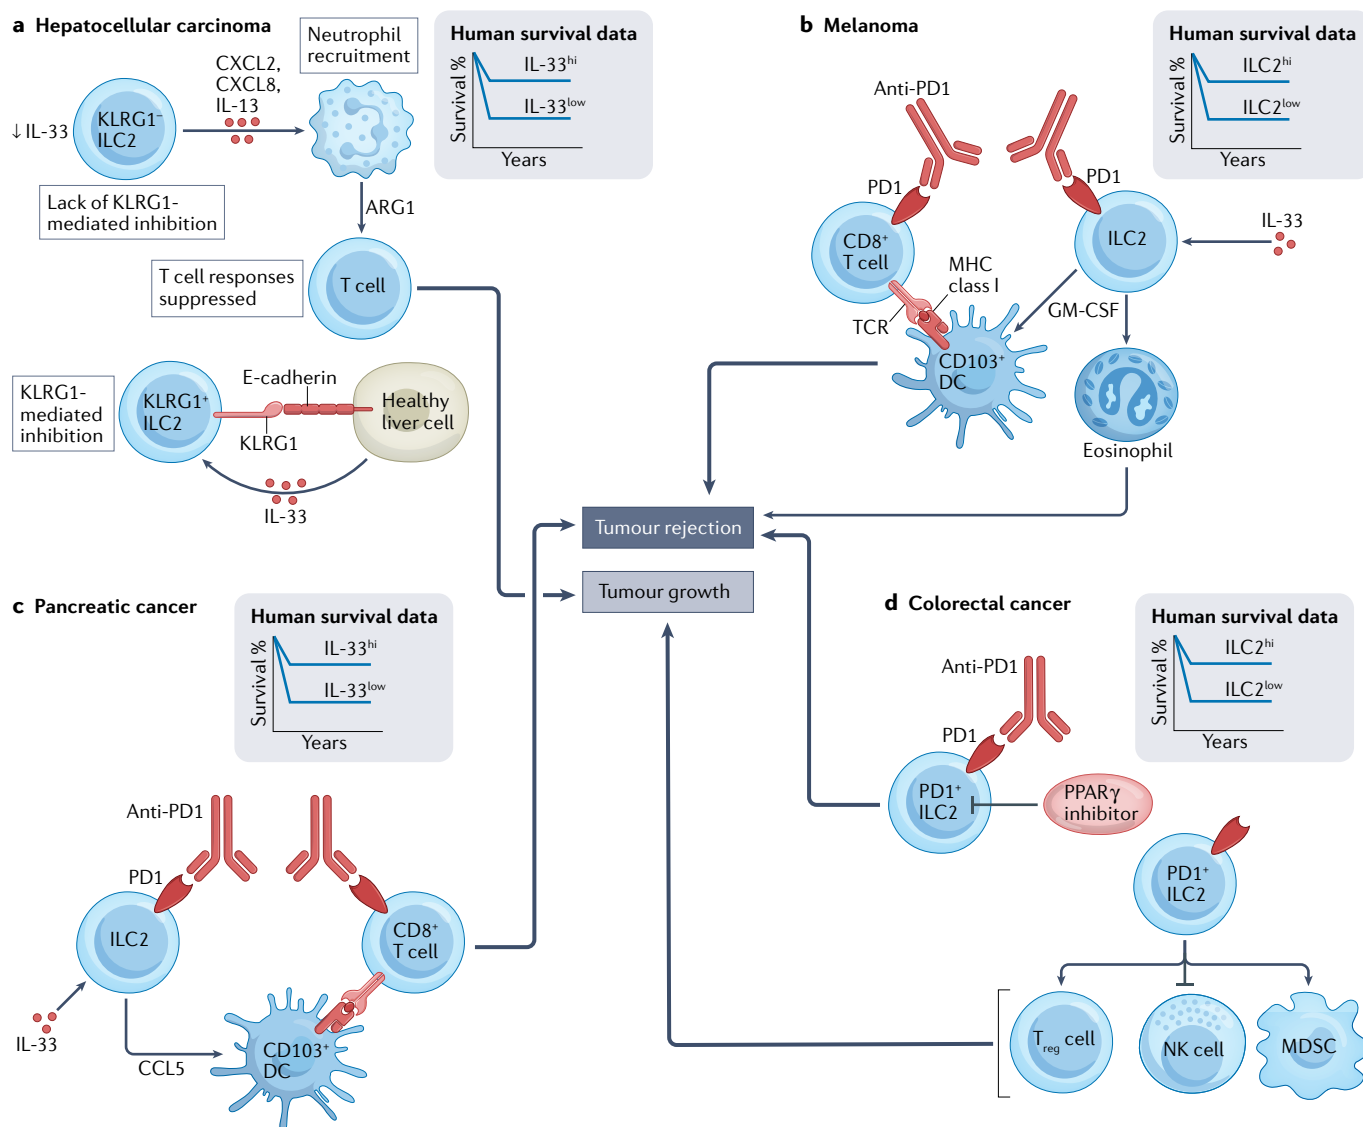 a Hepatocellular carcinoma
Neutrophil
recruitment
CXCL2,
CXCL8,
IL-13
↓ IL-33
KLRG1⁻
ILC2
Lack of KLRG1-
mediated inhibition
ARG1
T cell responses
suppressed
T cell
Human survival data
Survival %
IL-33ʰⁱ
IL-33ˡᵒʷ
Years
KLRG1-
mediated
inhibition
KLRG1⁺
ILC2
E-cadherin
KLRG1
Healthy
liver cell
IL-33
b Melanoma
Human survival data
Survival %
ILC2ʰⁱ
ILC2ˡᵒʷ
Years
Anti-PD1
PD1
PD1
CD8⁺
T cell
ILC2
IL-33
MHC
class I
TCR
GM-CSF
CD103⁺
DC
Eosinophil
Tumour rejection
Tumour growth
c Pancreatic cancer
Human survival data
Survival %
IL-33ʰⁱ
IL-33ˡᵒʷ
Years
Anti-PD1
PD1
ILC2
CD8⁺
T cell
IL-33
CCL5
CD103⁺
DC
d Colorectal cancer
Human survival data
Survival %
ILC2ʰⁱ
ILC2ˡᵒʷ
Years
Anti-PD1
PD1
PD1⁺
ILC2
PPARγ
inhibitor
PD1⁺
ILC2
Treg cell
NK cell
MDSC